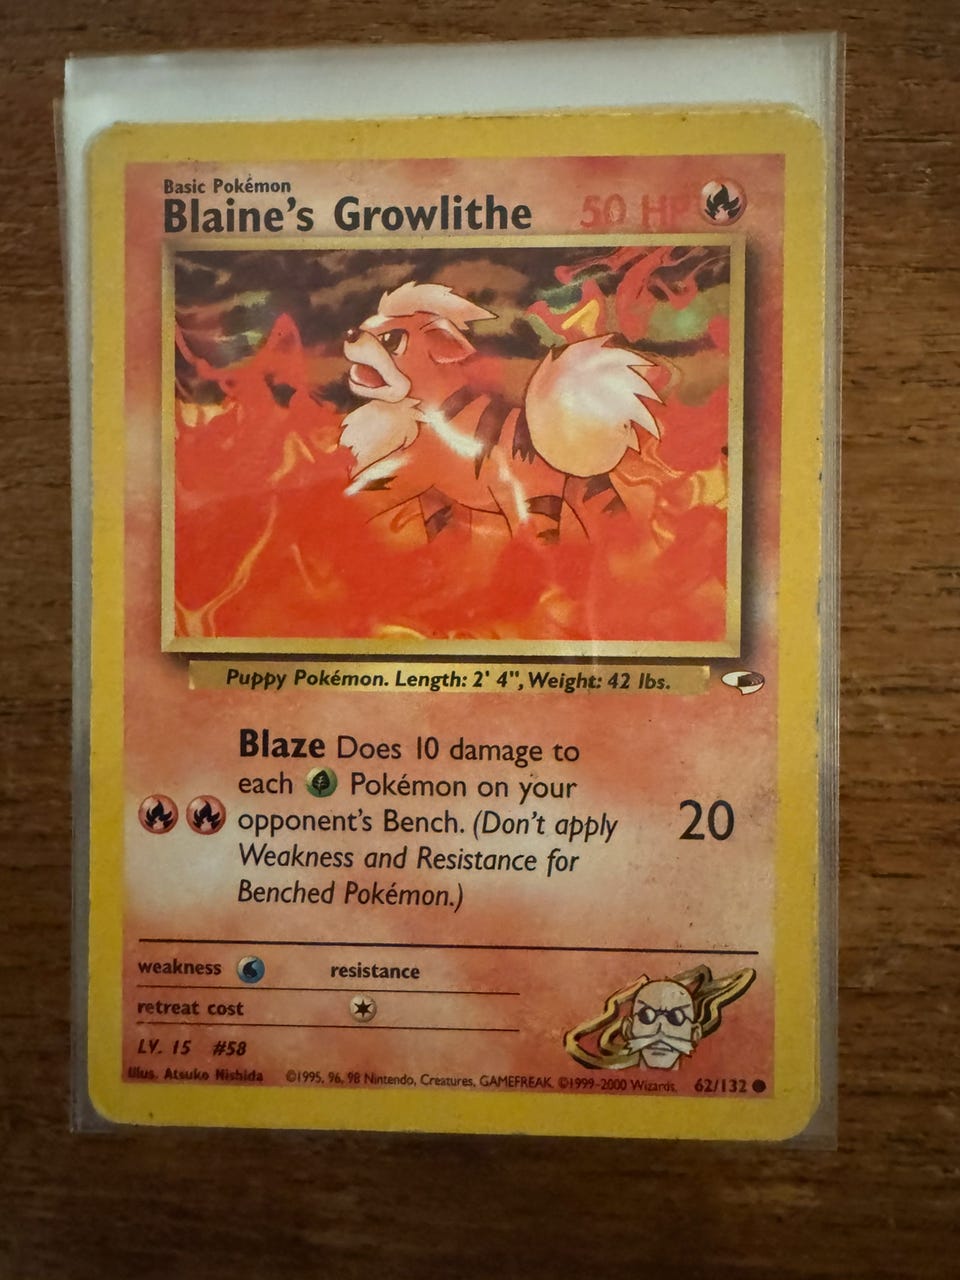 Basic Pokémon
Blaine's Growlithe 50 HP
Puppy Pokémon. Length: 2' 4", Weight: 42 lbs.
Blaze Does 10 damage to
each Pokémon on your
opponent's Bench. (Don't apply
Weakness and Resistance for
Benched Pokémon.)
20
weakness resistance
retreat cost
LV. 15 #58
Illus. Atsuko Nishida ©1995, 96, 98 Nintendo, Creatures, GAMEFREAK. ©1999-2000 Wizards. 62/132